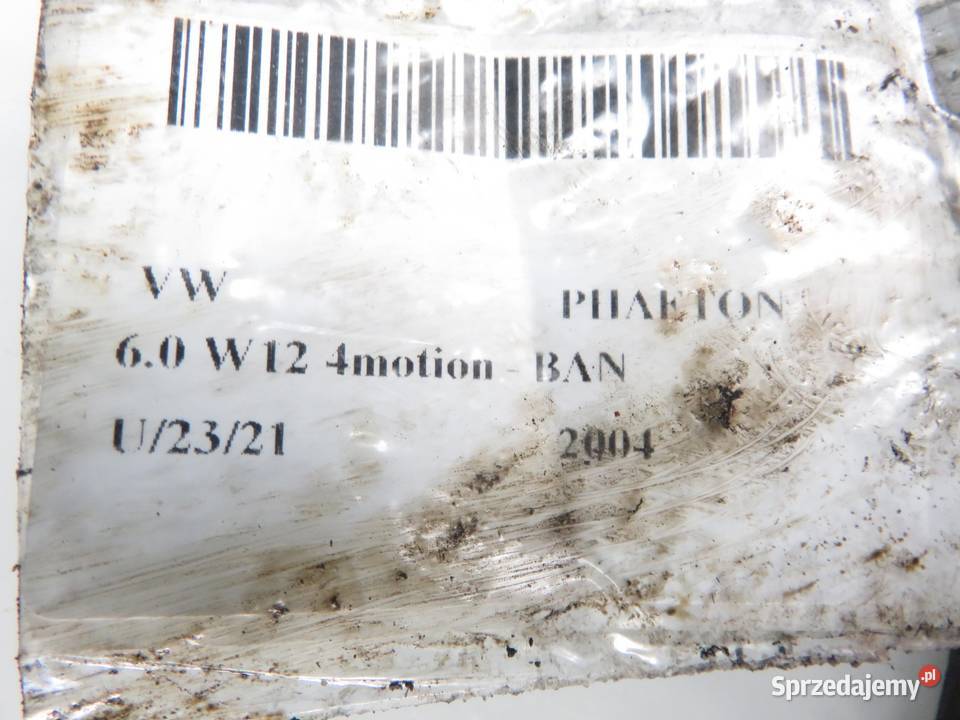 VW PHAETON
6.0 W12 4motion - BAN
U/23/21 2004
Sprzedajemy.pl